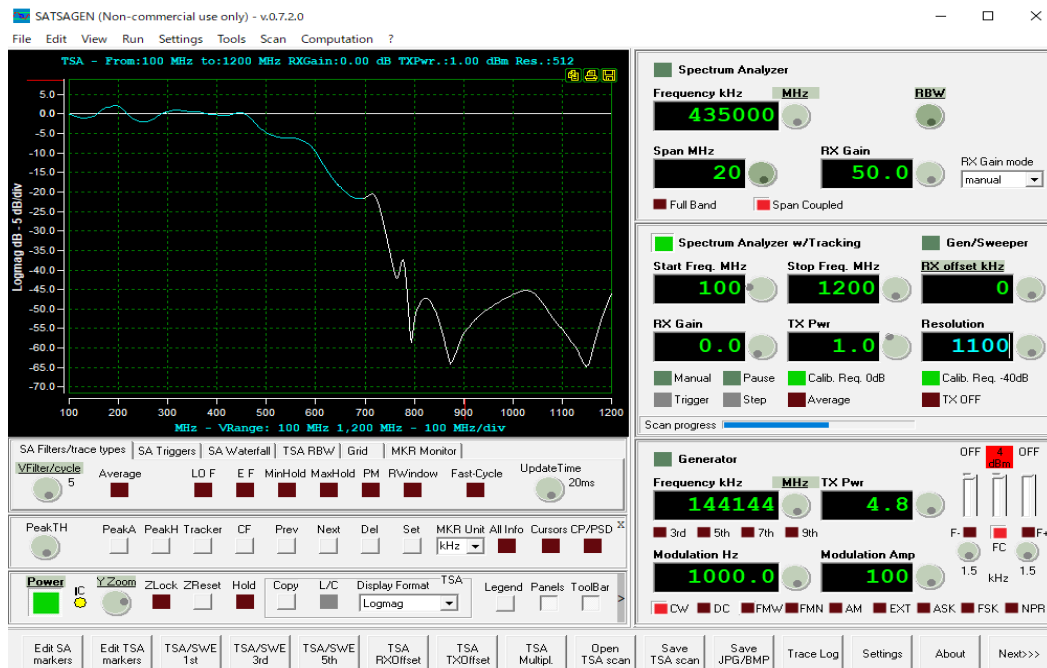 SATSAGEN (Non-commercial use only) - v.0.7.2.0
File Edit View Run Settings Tools Scan Computation ?
TSA - From:100 MHz to:1200 MHz RXGain:0.00 dB TXPwr.:1.00 dBm Res.:512
Logmag dB - 5 dB/div
5.0
0.0
-5.0
-10.0
-15.0
-20.0
-25.0
-30.0
-35.0
-40.0
-45.0
-50.0
-55.0
-60.0
-65.0
-70.0
100 200 300 400 500 600 700 800 900 1000 1100 1200
MHz - VRange: 100 MHz 1,200 MHz - 100 MHz/div
Spectrum Analyzer
Frequency kHz MHz RBW
435000
Span MHz RX Gain RX Gain mode
20 50.0 manual
Full Band Span Coupled
Spectrum Analyzer w/Tracking Gen/Sweeper
Start Freq. MHz Stop Freq. MHz RX offset kHz
100 1200 0
RX Gain TX Pwr Resolution
0.0 1.0 1100
Manual Pause Calib. Req. 0dB Calib. Req. -40dB
Trigger Step Average TX OFF
Scan progress
Generator OFF 4 dBm OFF
Frequency kHz MHz TX Pwr
144144 4.8
3rd 5th 7th 9th F- FC F+
Modulation Hz Modulation Amp 1.5 kHz 1.5
1000.0 100
CW DC FMW FMN AM EXT ASK FSK NPR
SA Filters/trace types SA Triggers SA Waterfall TSA RBW Grid MKR Monitor
VFilter/cycle 5 Average LO F E F MinHold MaxHold PM RWindow Fast-Cycle UpdateTime 20ms
PeakTH PeakA PeakH Tracker CF Prev Next Del Set MKR Unit All Info Cursors CP/PSD X
kHz
Power IC Y Zoom ZLock ZReset Hold Copy L/C Display Format TSA Legend Panels ToolBar >
Logmag
Edit SA markers
Edit TSA markers
TSA/SWE 1st
TSA/SWE 3rd
TSA/SWE 5th
TSA RXOffset
TSA TXOffset
TSA Multipl.
Open TSA scan
Save TSA scan
Save JPG/BMP
Trace Log
Settings
About
Next>>>